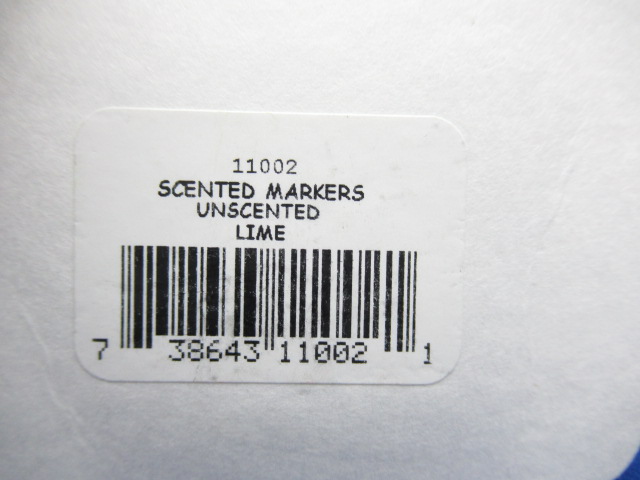 11002
SCENTED MARKERS
UNSCENTED
LIME
7 38643 11002 1